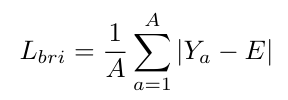 L_{bri} = \frac{1}{A} \sum_{a=1}^{A} |Y_a - E|